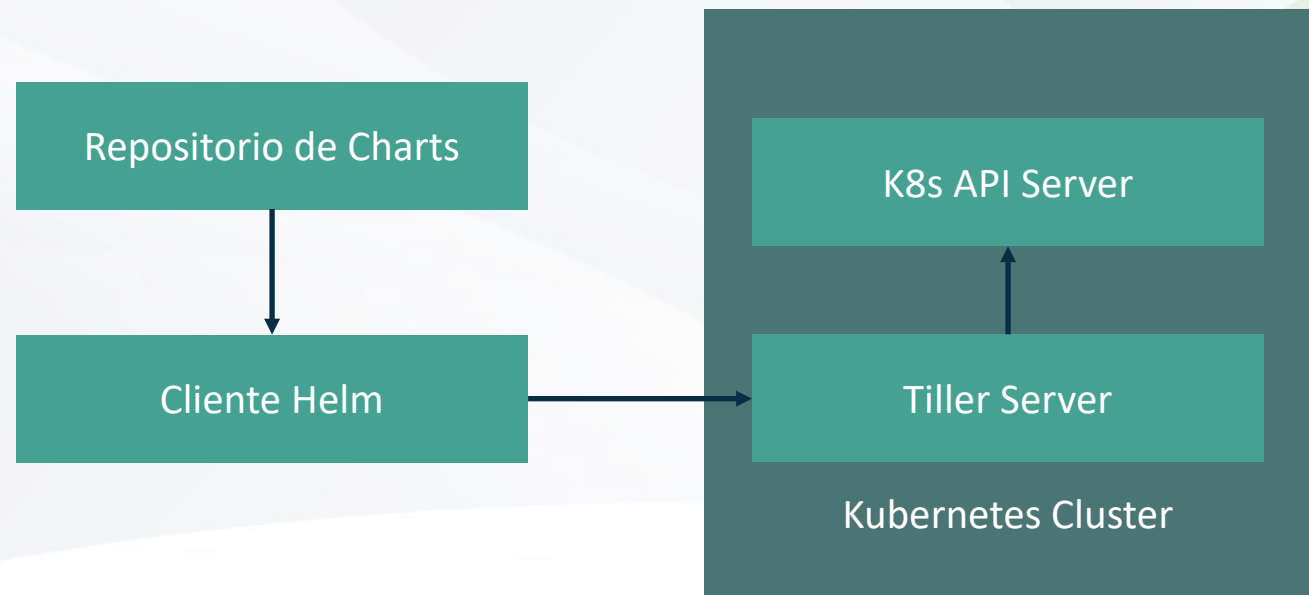 Repositorio de Charts
K8s API Server
Cliente Helm
Tiller Server
Kubernetes Cluster